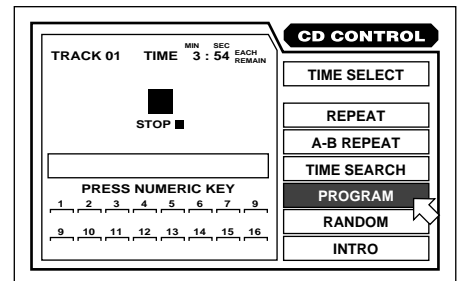 CD CONTROL
TRACK 01 TIME MIN 3 : SEC 54 EACH REMAIN
STOP
PRESS NUMERIC KEY
1 2 3 4 5 6 7 9
9 10 11 12 13 14 15 16
TIME SELECT
REPEAT
A-B REPEAT
TIME SEARCH
PROGRAM
RANDOM
INTRO